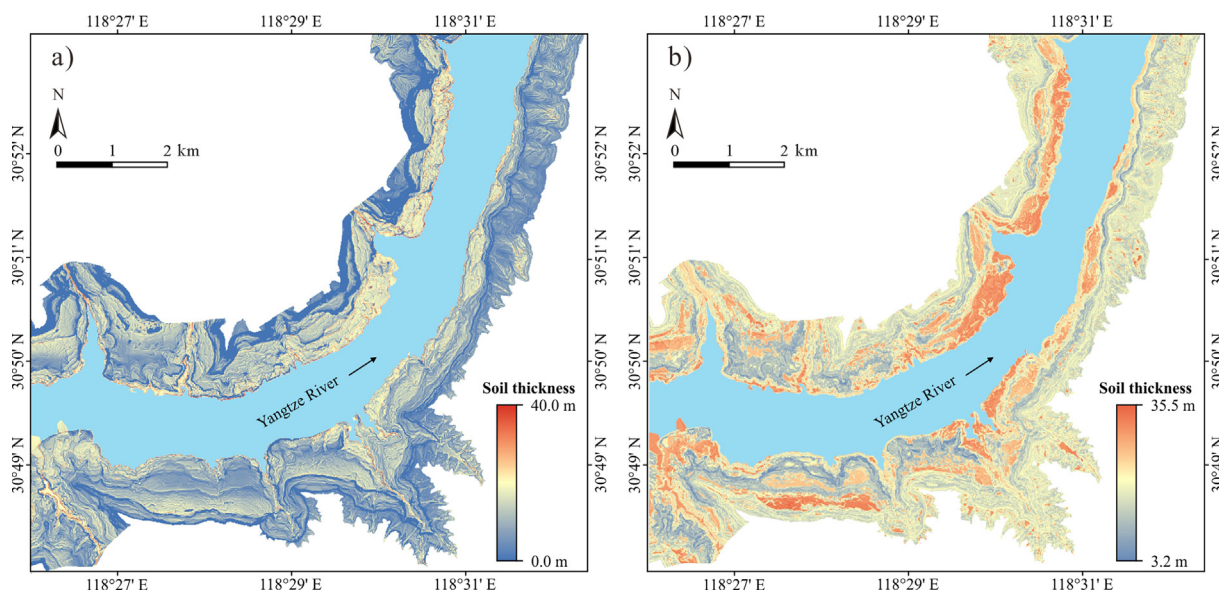 118°27' E 118°29' E 118°31' E 118°27' E 118°29' E 118°31' E
a)
b)
N
N
0 1 2 km
0 1 2 km
30°52' N
30°52' N
30°52' N
30°51' N
30°51' N
30°51' N
30°50' N
30°50' N
30°50' N
30°49' N
30°49' N
30°49' N
Yangtze River
Yangtze River
Soil thickness
40.0 m
0.0 m
Soil thickness
35.5 m
3.2 m
118°27' E 118°29' E 118°31' E 118°27' E 118°29' E 118°31' E